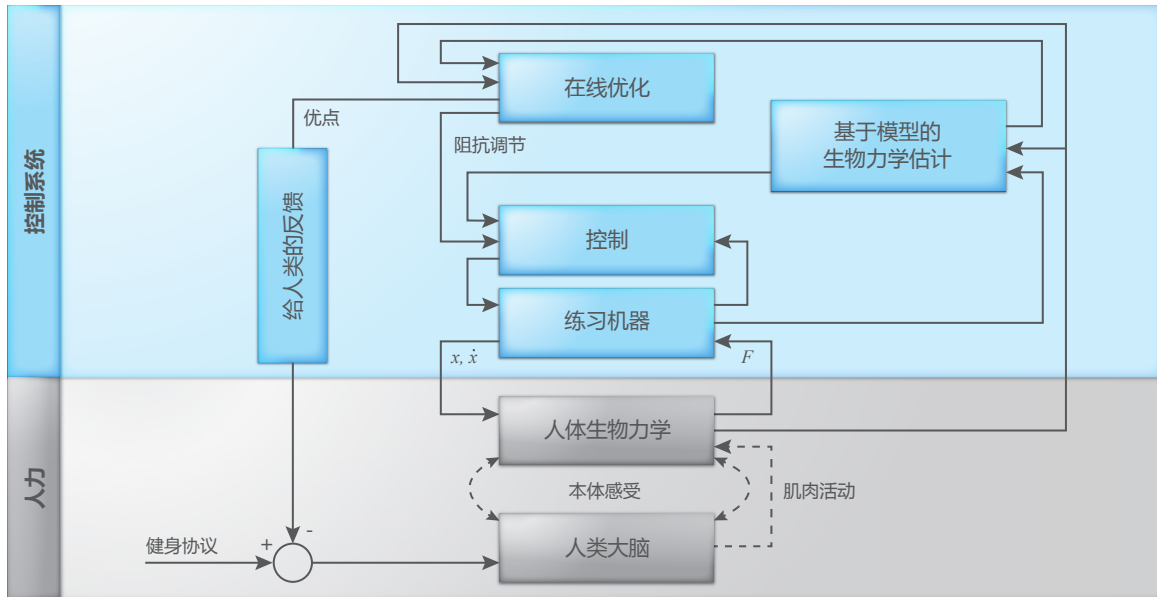 控制系统
在线优化
优点
阻抗调节
基于模型的
生物力学估计
给人类的反馈
控制
练习机器
x, ẋ
F
人力
人体生物力学
本体感受
肌肉活动
健身协议
+
-
人类大脑